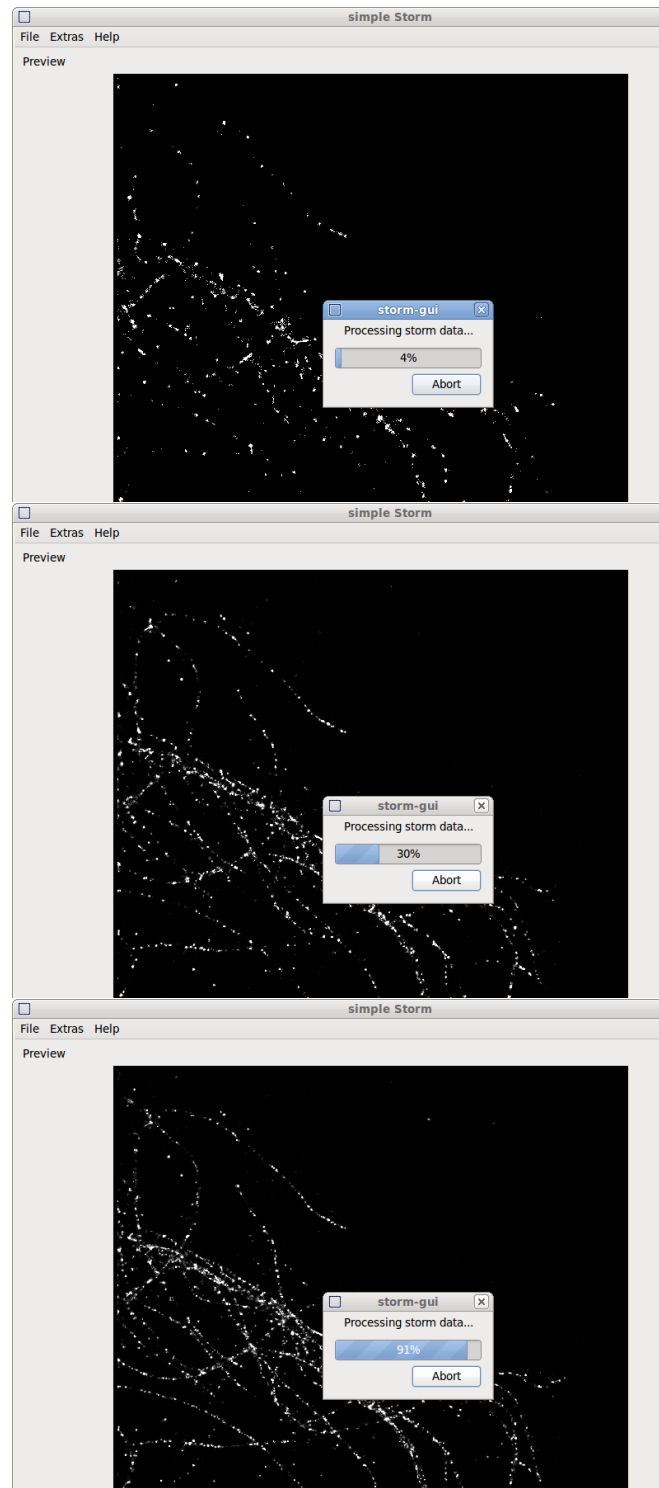 simple Storm
File Extras Help
Preview
storm-gui
Processing storm data...
4%
Abort
simple Storm
File Extras Help
Preview
storm-gui
Processing storm data...
30%
Abort
simple Storm
File Extras Help
Preview
storm-gui
Processing storm data...
91%
Abort